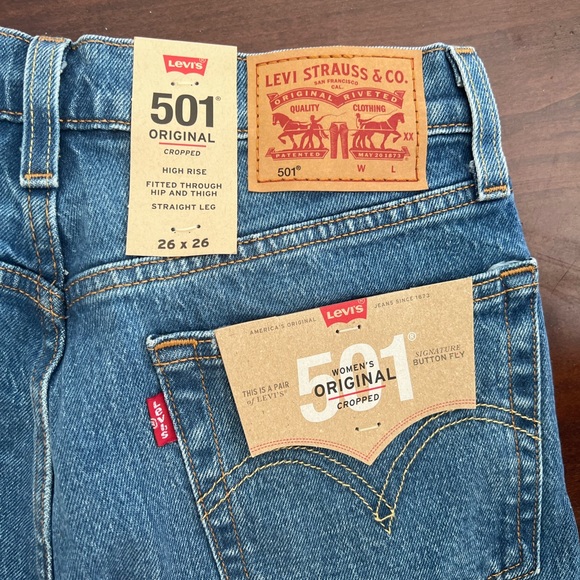 Levi's
501®
ORIGINAL
CROPPED
HIGH RISE
FITTED THROUGH
HIP AND THIGH
STRAIGHT LEG
26 x 26
LEVI STRAUSS & CO.
SAN FRANCISCO
CAL.
ORIGINAL RIVETED
QUALITY CLOTHING
XX
PATENTED MAY 20 1873
501® W L
AMERICA'S ORIGINAL Levi's JEANS SINCE 1873
501®
WOMEN'S
ORIGINAL
CROPPED
THIS IS A PAIR
of LEVI'S®
SIGNATURE
BUTTON FLY
Levi's
®